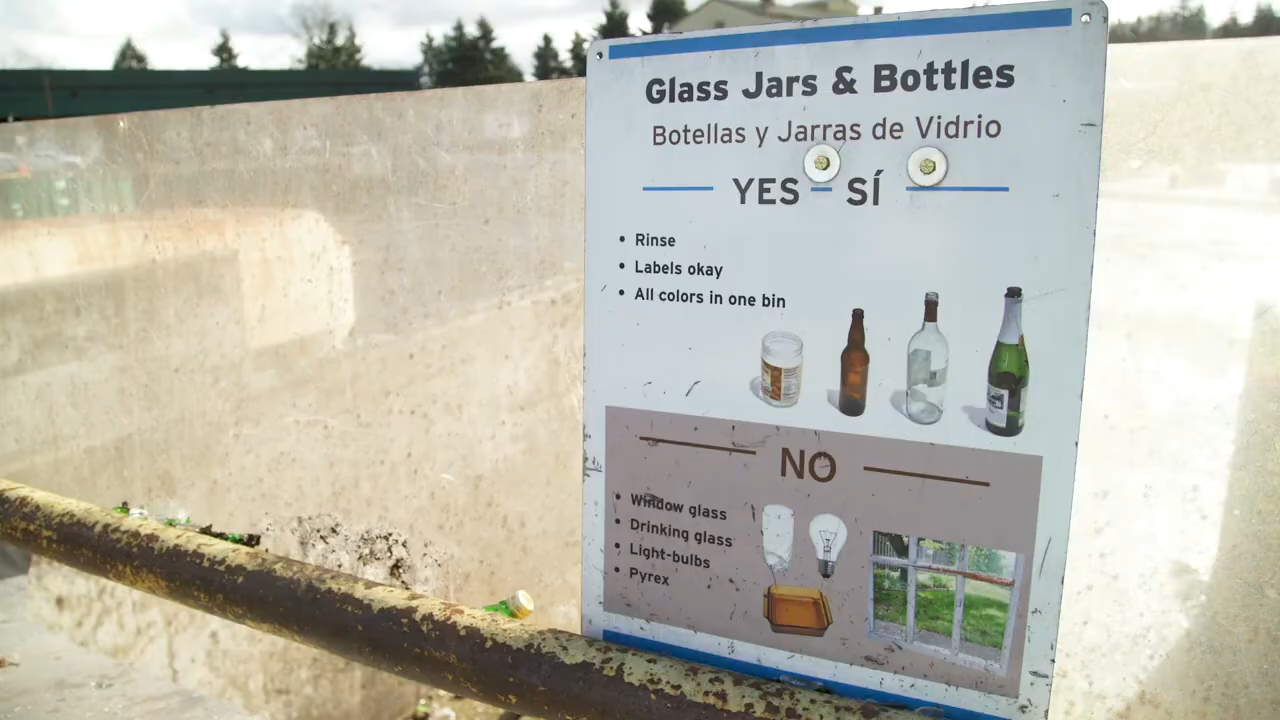 Glass Jars & Bottles
Botellas y Jarras de Vidrio
YES – SÍ
• Rinse
• Labels okay
• All colors in one bin
NO
• Window glass
• Drinking glass
• Light-bulbs
• Pyrex